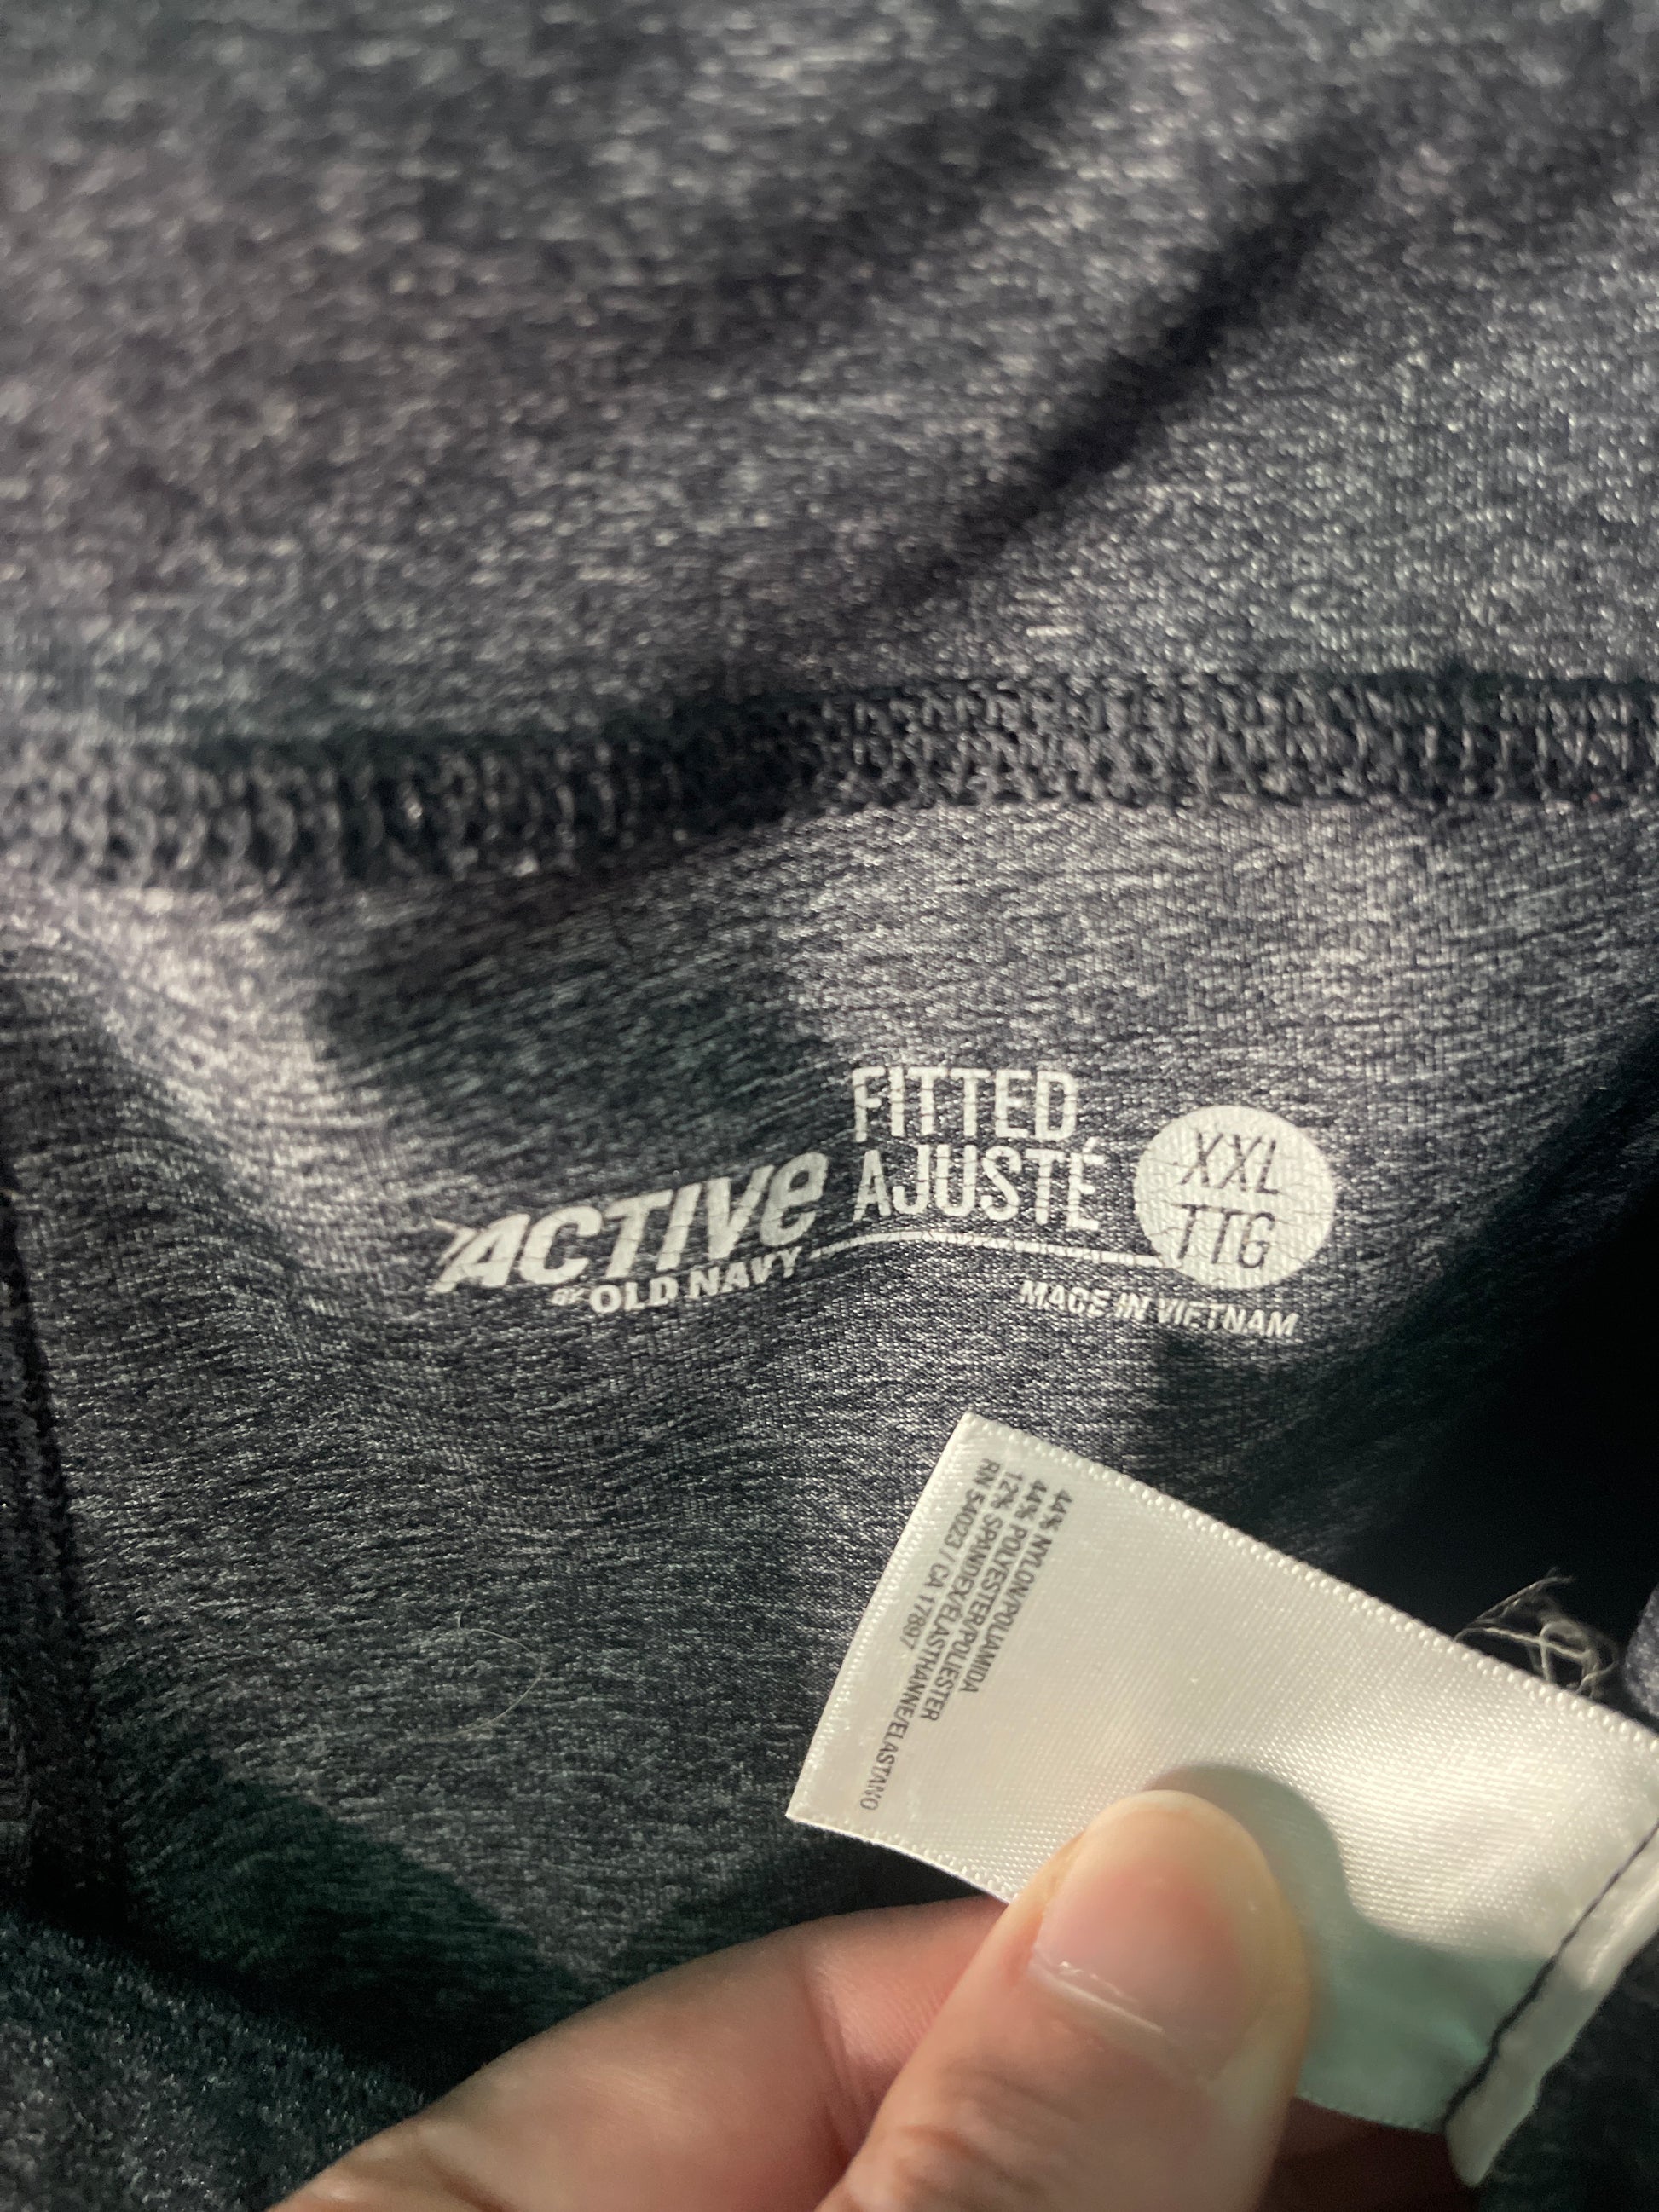 ACTIVE
BY OLD NAVY
FITTED
AJUSTÉ
XXL
TTG
MADE IN VIETNAM
44% NYLON/POLIAMIDA
44% POLYESTER/POLIESTER
12% SPANDEX/ELASTHANNE/ELASTANO
RN 54023 / CA 17897